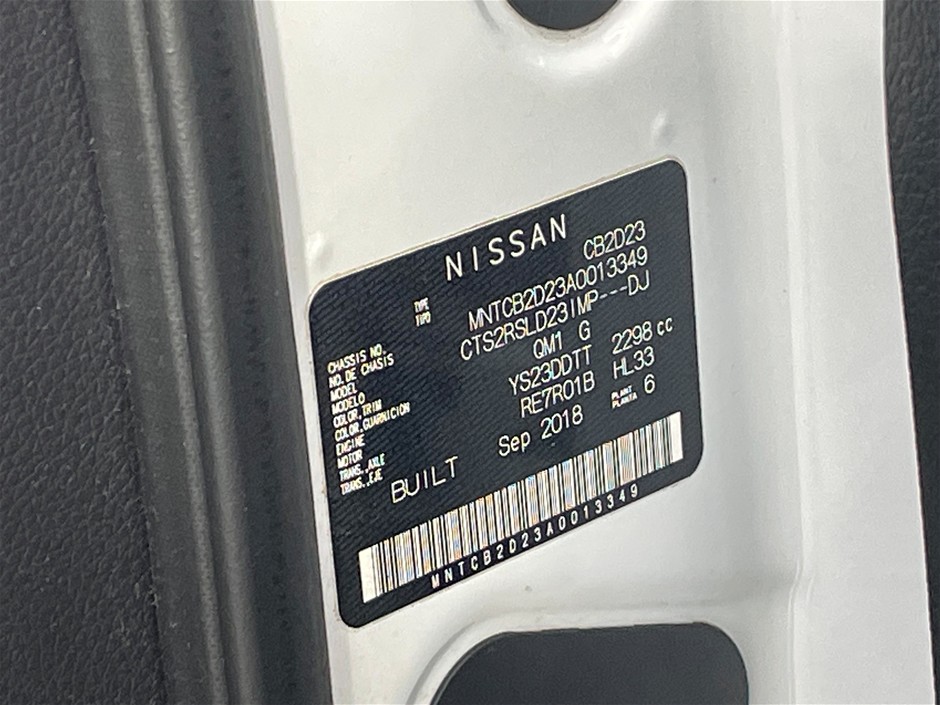 NISSAN
TYPE CB2D23
TIPO
CHASSIS NO. MNTCB2D23A0013349
NO. DE CHASIS
MODEL CTS2RSLD23IMP---DJ
MODELO
COLOR, TRIM QM1 G
COLOR, GUARNICION
ENGINE YS23DDTT 2298 cc
MOTOR
TRANS., AXLE RE7R01B HL33
TRANS., EJE
PLANT 6
PLANTA
BUILT Sep 2018
MNTCB2D23A0013349